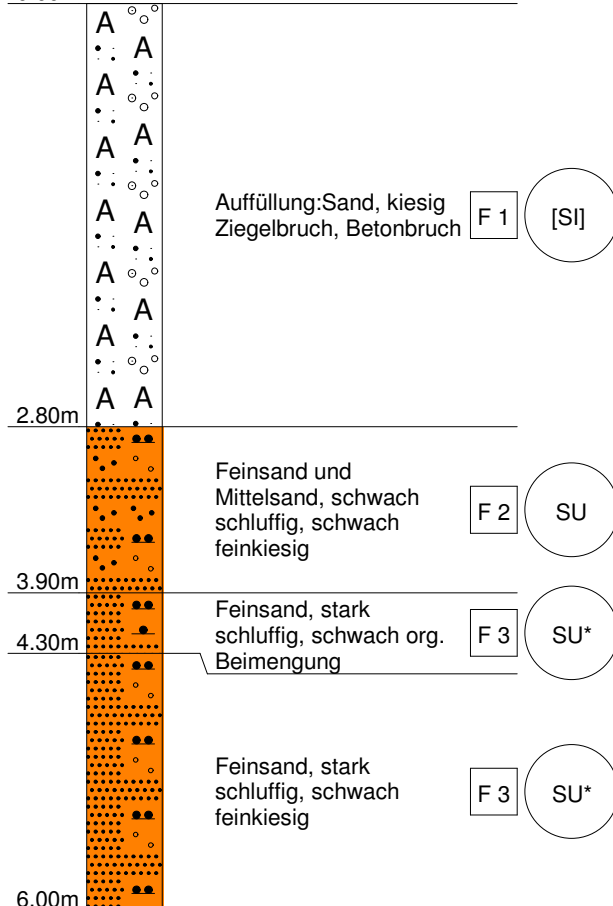 A
A
A
A
A
A
A
A
A
A
Auffüllung:Sand, kiesig
Ziegelbruch, Betonbruch
F 1
[SI]
2.80m
Feinsand und
Mittelsand, schwach
schluffig, schwach
feinkiesig
F 2
SU
3.90m
Feinsand, stark
schluffig, schwach org.
Beimengung
F 3
SU*
4.30m
Feinsand, stark
schluffig, schwach
feinkiesig
F 3
SU*
6.00m